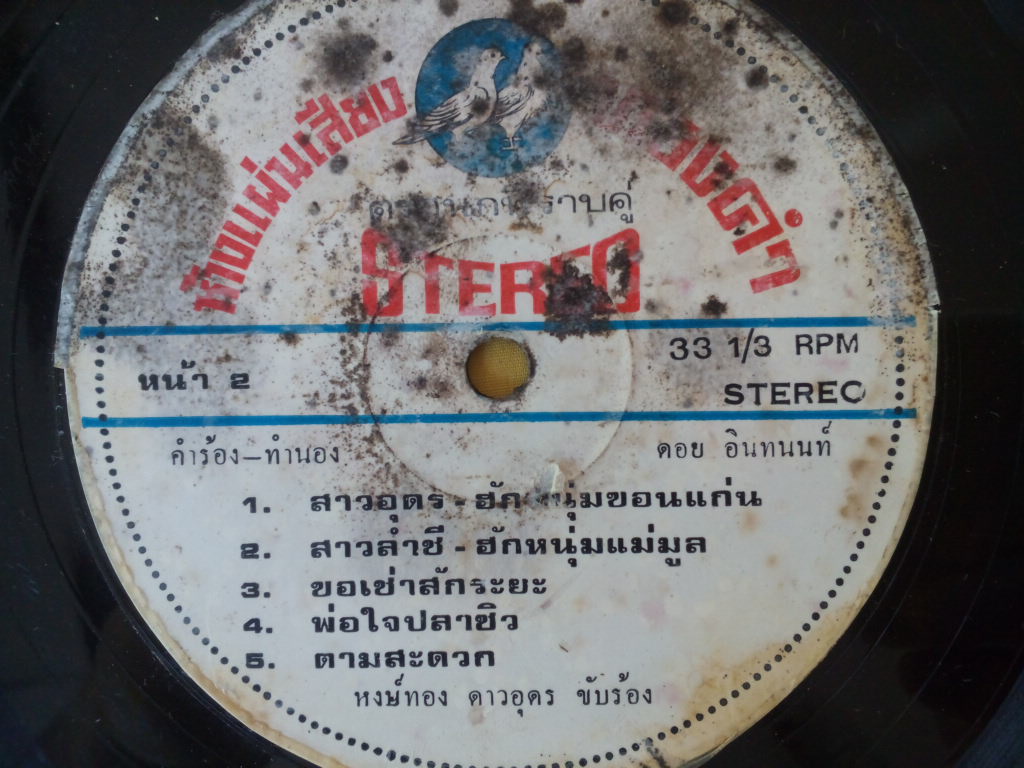 ห้างแผ่นเสียง
STEREO
33 1/3 RPM
หน้า 2
STEREO
คำร้อง-ทำนอง ดอย อินทนนท์
1. สาวอุดร - ฮักหนุ่มขอนแก่น
2. สาวลำชี - ฮักหนุ่มแม่มูล
3. ขอเช่าสักระยะ
4. พ่อใจปลาซิว
5. ตามสะดวก
หงษ์ทอง ดาวอุดร ขับร้อง